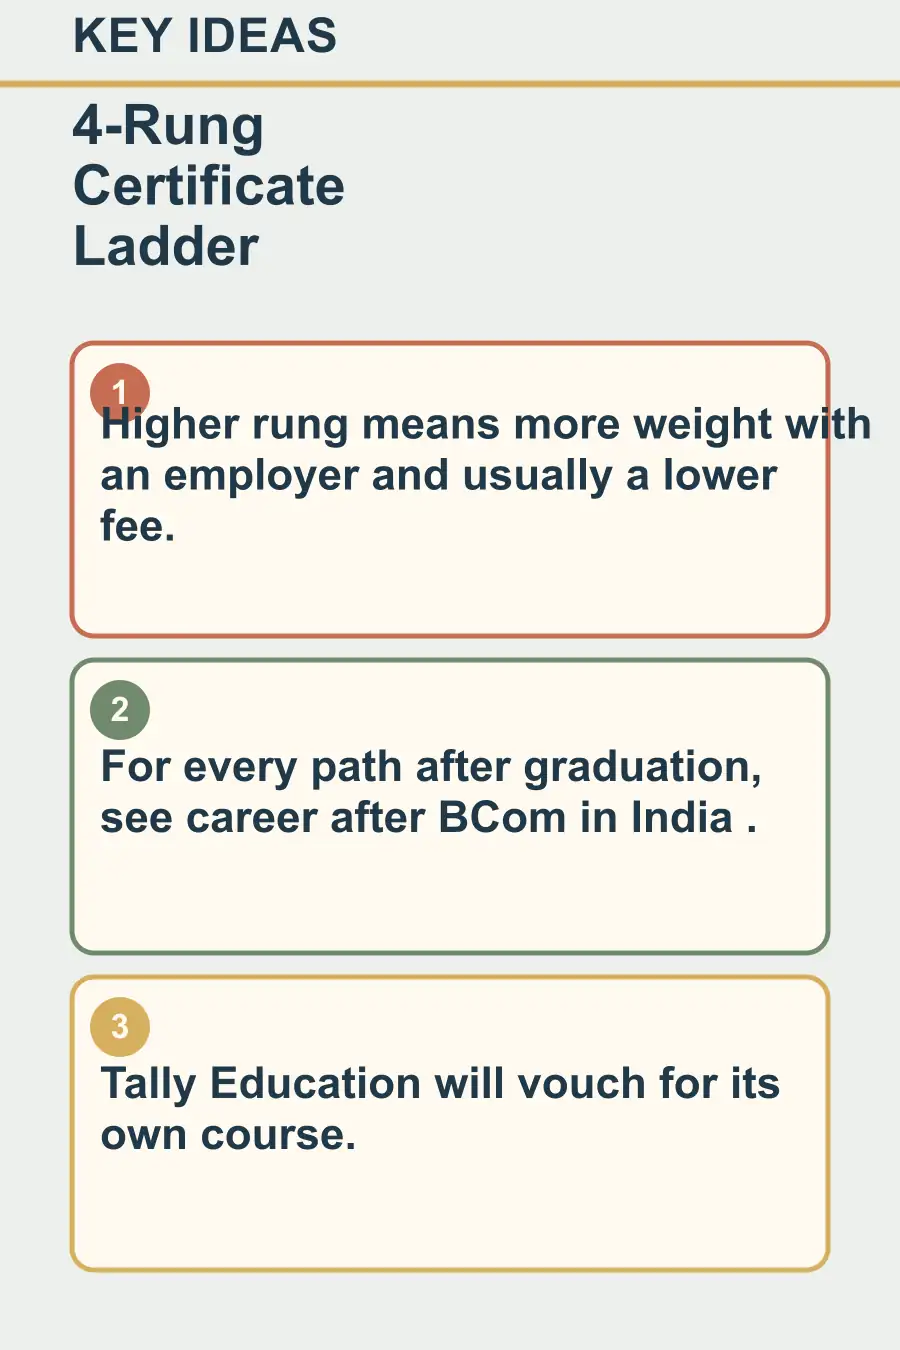 KEY IDEAS
4-Rung
Certificate
Ladder
1
Higher rung means more weight with
an employer and usually a lower
fee.
2
For every path after graduation,
see career after BCom in India .
3
Tally Education will vouch for its
own course.